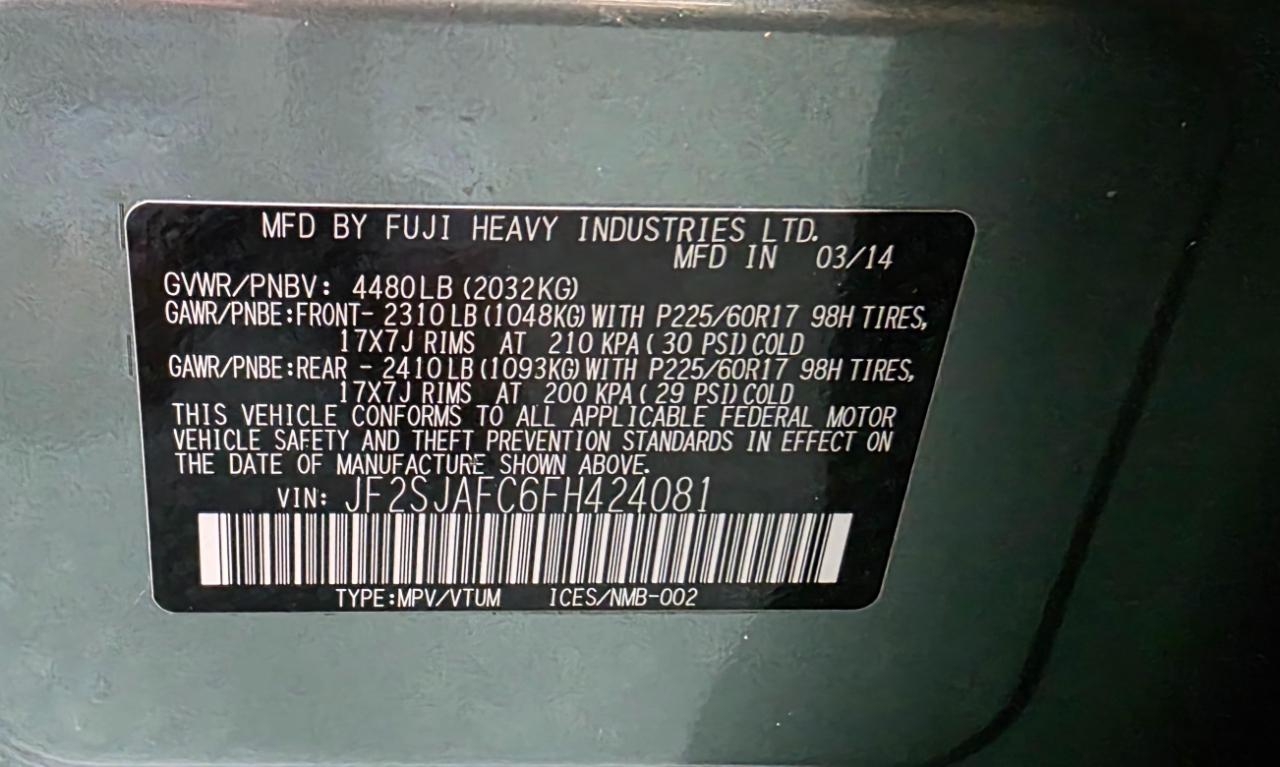 MFD BY FUJI HEAVY INDUSTRIES LTD.
MFD IN 03/14
GVWR/PNBV: 4480LB (2032KG)
GAWR/PNBE:FRONT- 2310 LB (1048KG) WITH P225/60R17 98H TIRES,
17X7J RIMS AT 210 KPA ( 30 PSI) COLD
GAWR/PNBE:REAR - 2410 LB (1093KG) WITH P225/60R17 98H TIRES,
17X7J RIMS AT 200 KPA ( 29 PSI) COLD
THIS VEHICLE CONFORMS TO ALL APPLICABLE FEDERAL MOTOR
VEHICLE SAFETY AND THEFT PREVENTION STANDARDS IN EFFECT ON
THE DATE OF MANUFACTURE SHOWN ABOVE.
VIN: JF2SJAFC6FH424081
TYPE:MPV/VTUM ICES/NMB-002